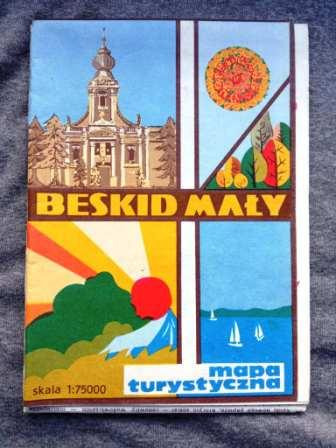 BESKID MAŁY
mapa
turystyczna
skala 1:75000